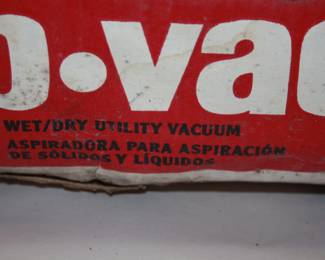 o•vac
WET/DRY UTILITY VACUUM
ASPIRADORA PARA ASPIRACIÓN
DE SÓLIDOS Y LÍQUIDOS